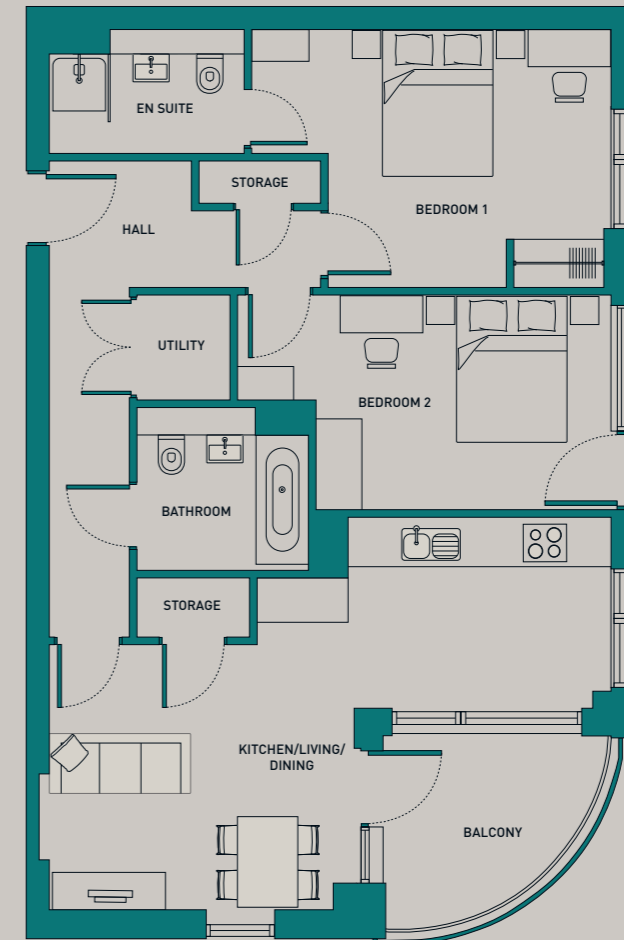 EN SUITE
STORAGE
BEDROOM 1
HALL
UTILITY
BEDROOM 2
BATHROOM
STORAGE
KITCHEN/LIVING/
DINING
BALCONY